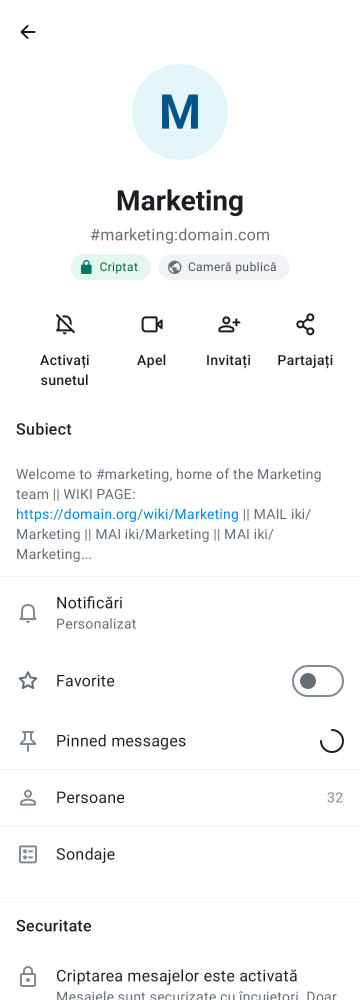 M
Marketing
#marketing:domain.com
Criptat
Cameră publică
Activați
sunetul
Apel
Invitați
Partajați
Subiect
Welcome to #marketing, home of the Marketing
team || WIKI PAGE:
https://domain.org/wiki/Marketing || MAIL iki/
Marketing || MAI iki/Marketing || MAI iki/
Marketing...
Notificări
Personalizat
Favorite
Pinned messages
Persoane
32
Sondaje
Securitate
Criptarea mesajelor este activată
Mesajele sunt securizate cu încuietori. Doar